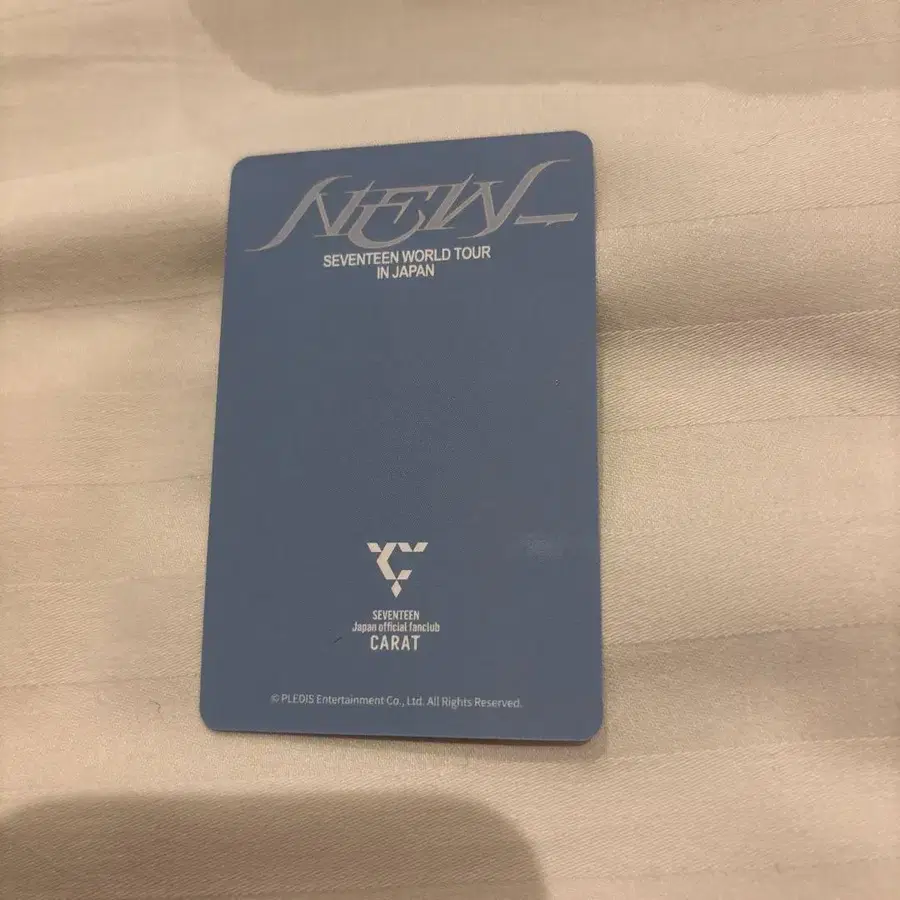 NEW_
SEVENTEEN WORLD TOUR
IN JAPAN
SEVENTEEN
Japan official fanclub
CARAT
© PLEDIS Entertainment Co., Ltd. All Rights Reserved.